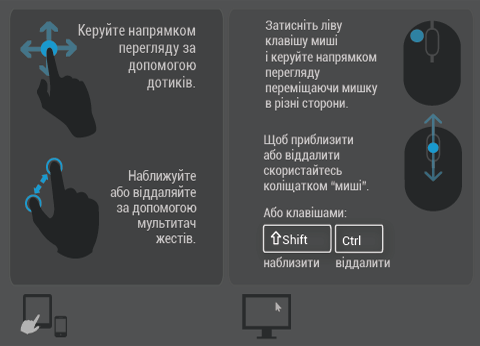 Керуйте напрямком
перегляду за
допомогою
дотиків.
Наближуйте
або віддаляйте
за допомогою
мультитач
жестів.
Затисніть ліву
клавішу миші
і керуйте напрямком
перегляду
переміщаючи мишку
в різні сторони.
Щоб приблизити
або віддалити
скористайтесь
коліщатком “миші”.
Або клавішами:
Shift Ctrl
наблизити віддалити